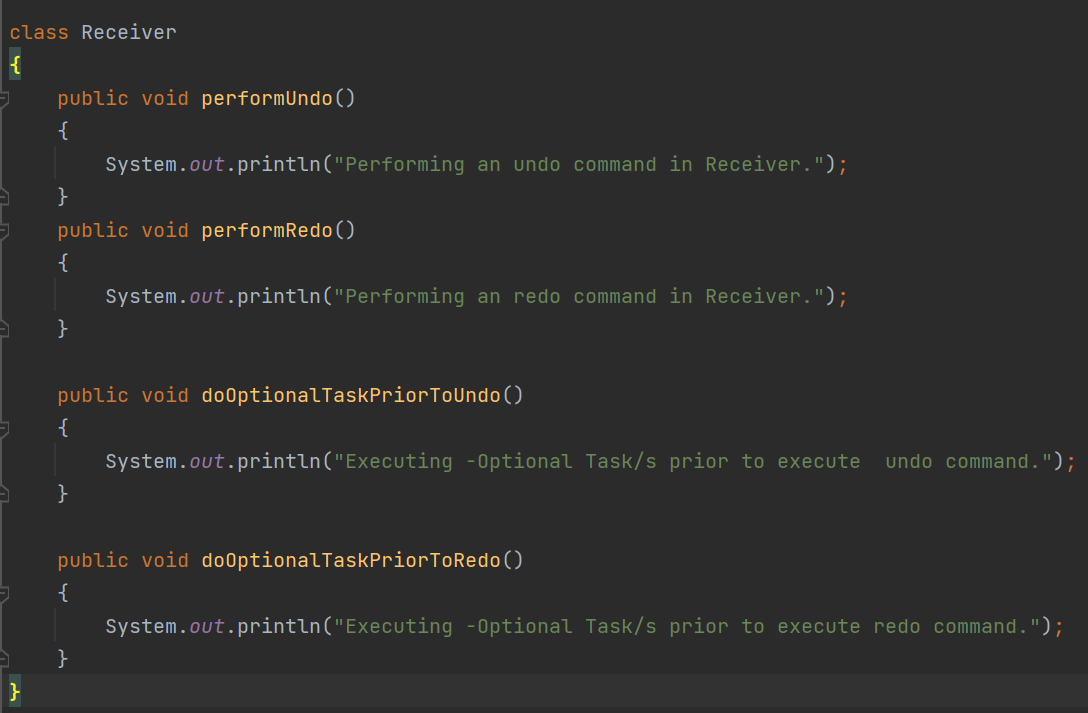 class Receiver
{
    public void performUndo()
    {
        System.out.println("Performing an undo command in Receiver.");
    }
    public void performRedo()
    {
        System.out.println("Performing an redo command in Receiver.");
    }

    public void doOptionalTaskPriorToUndo()
    {
        System.out.println("Executing -Optional Task/s prior to execute  undo command.");
    }

    public void doOptionalTaskPriorToRedo()
    {
        System.out.println("Executing -Optional Task/s prior to execute redo command.");
    }
}